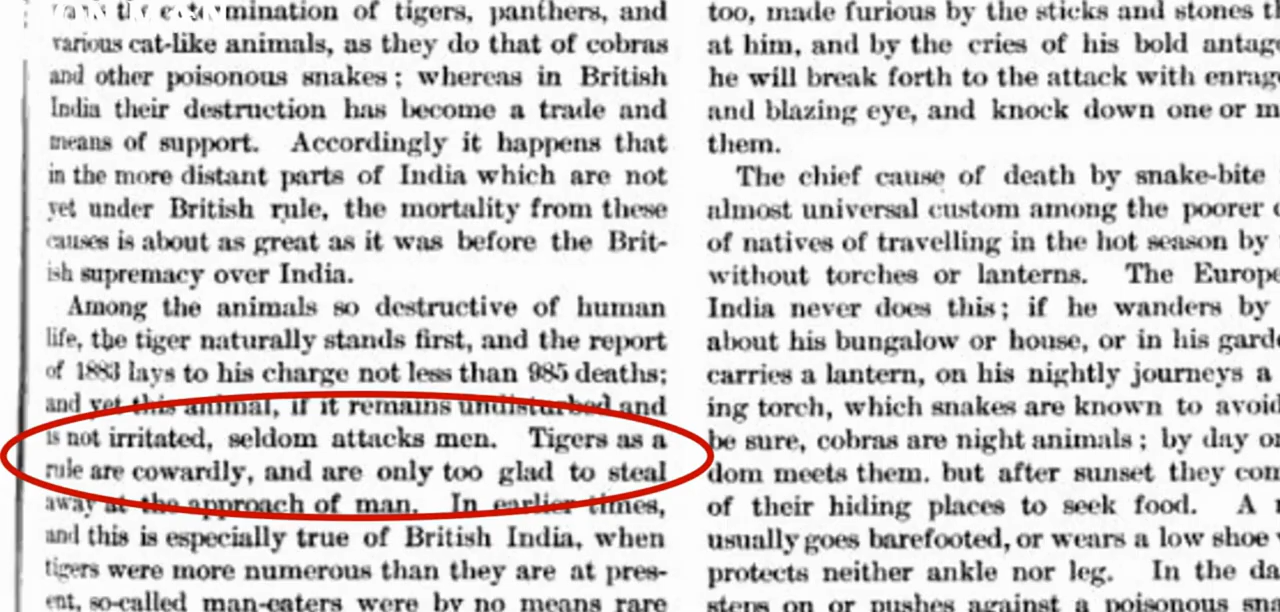 the extermination of tigers, panthers, and
various cat-like animals, as they do that of cobras
and other poisonous snakes; whereas in British
India their destruction has become a trade and
means of support. Accordingly it happens that
in the more distant parts of India which are not
yet under British rule, the mortality from these
causes is about as great as it was before the Brit-
ish supremacy over India.
Among the animals so destructive of human
life, the tiger naturally stands first, and the report
of 1883 lays to his charge not less than 985 deaths;
and yet this animal, if it remains undisturbed and
is not irritated, seldom attacks men. Tigers as a
rule are cowardly, and are only too glad to steal
away at the approach of man. In earlier times,
and this is especially true of British India, when
tigers were more numerous than they are at pres-
ent, so-called man-eaters were by no means rare
too, made furious by the sticks and stones
at him, and by the cries of his bold
he will break forth to the attack with
and blazing eye, and knock down one or
them.
The chief cause of death by snake-bite
almost universal custom among the poorer
of natives of travelling in the hot season by
without torches or lanterns. The
India never does this; if he wanders by
about his bungalow or house, or in his
carries a lantern, on his nightly journeys a
ing torch, which snakes are known to avoid
be sure, cobras are night animals; by day
dom meets them. but after sunset they
of their hiding places to seek food. A
usually goes barefooted, or wears a low shoe
protects neither ankle nor leg. In the
steps on or pushes against a poisonous